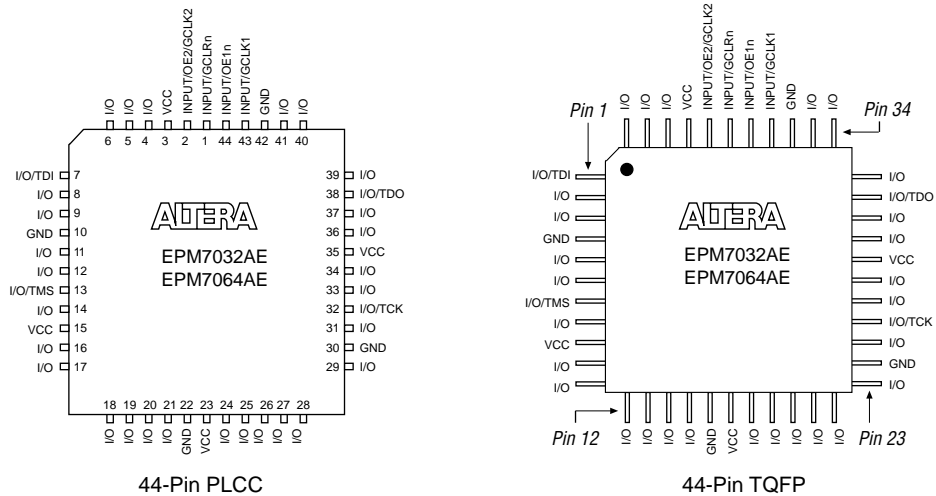 I/O
I/O
I/O
VCC
INPUT/OE2/GCLK2
INPUT/GCLRn
INPUT/OE1n
INPUT/GCLK1
GND
I/O
I/O
6 5 4 3 2 1 44 43 42 41 40
I/O/TDI 7
I/O 8
I/O 9
GND 10
I/O 11
I/O 12
I/O/TMS 13
I/O 14
VCC 15
I/O 16
I/O 17
ALTERA
EPM7032AE
EPM7064AE
39 I/O
38 I/O/TDO
37 I/O
36 I/O
35 VCC
34 I/O
33 I/O
32 I/O/TCK
31 I/O
30 GND
29 I/O
18 19 20 21 22 23 24 25 26 27 28
I/O
I/O
I/O
I/O
GND
VCC
I/O
I/O
I/O
I/O
I/O
44-Pin PLCC
I/O
I/O
I/O
VCC
INPUT/OE2/GCLK2
INPUT/GCLRn
INPUT/OE1n
INPUT/GCLK1
GND
I/O
I/O
Pin 1
Pin 34
I/O/TDI
I/O
I/O
GND
I/O
I/O
I/O/TMS
I/O
VCC
I/O
I/O
ALTERA
EPM7032AE
EPM7064AE
I/O
I/O/TDO
I/O
I/O
VCC
I/O
I/O
I/O/TCK
I/O
GND
I/O
Pin 12
Pin 23
I/O
I/O
I/O
I/O
GND
VCC
I/O
I/O
I/O
I/O
I/O
44-Pin TQFP